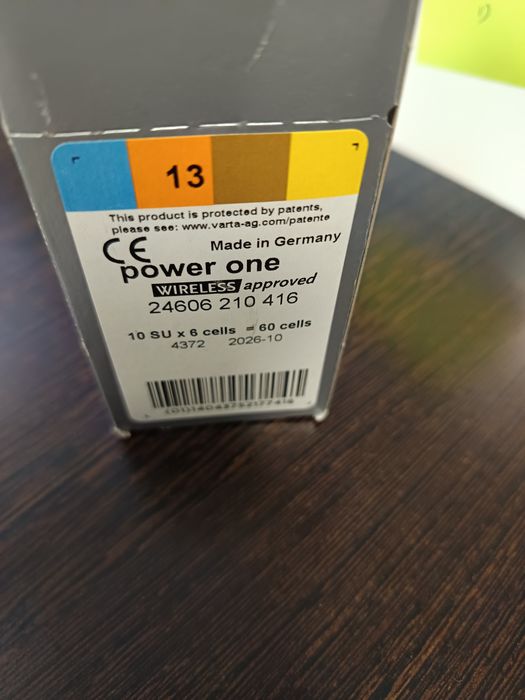 13
This product is protected by patents,
please see: www.varta-ag.com/patente
CE
Made in Germany
power one
WIRELESS approved
24606 210 416
10 SU x 6 cells = 60 cells
4372 2026-10